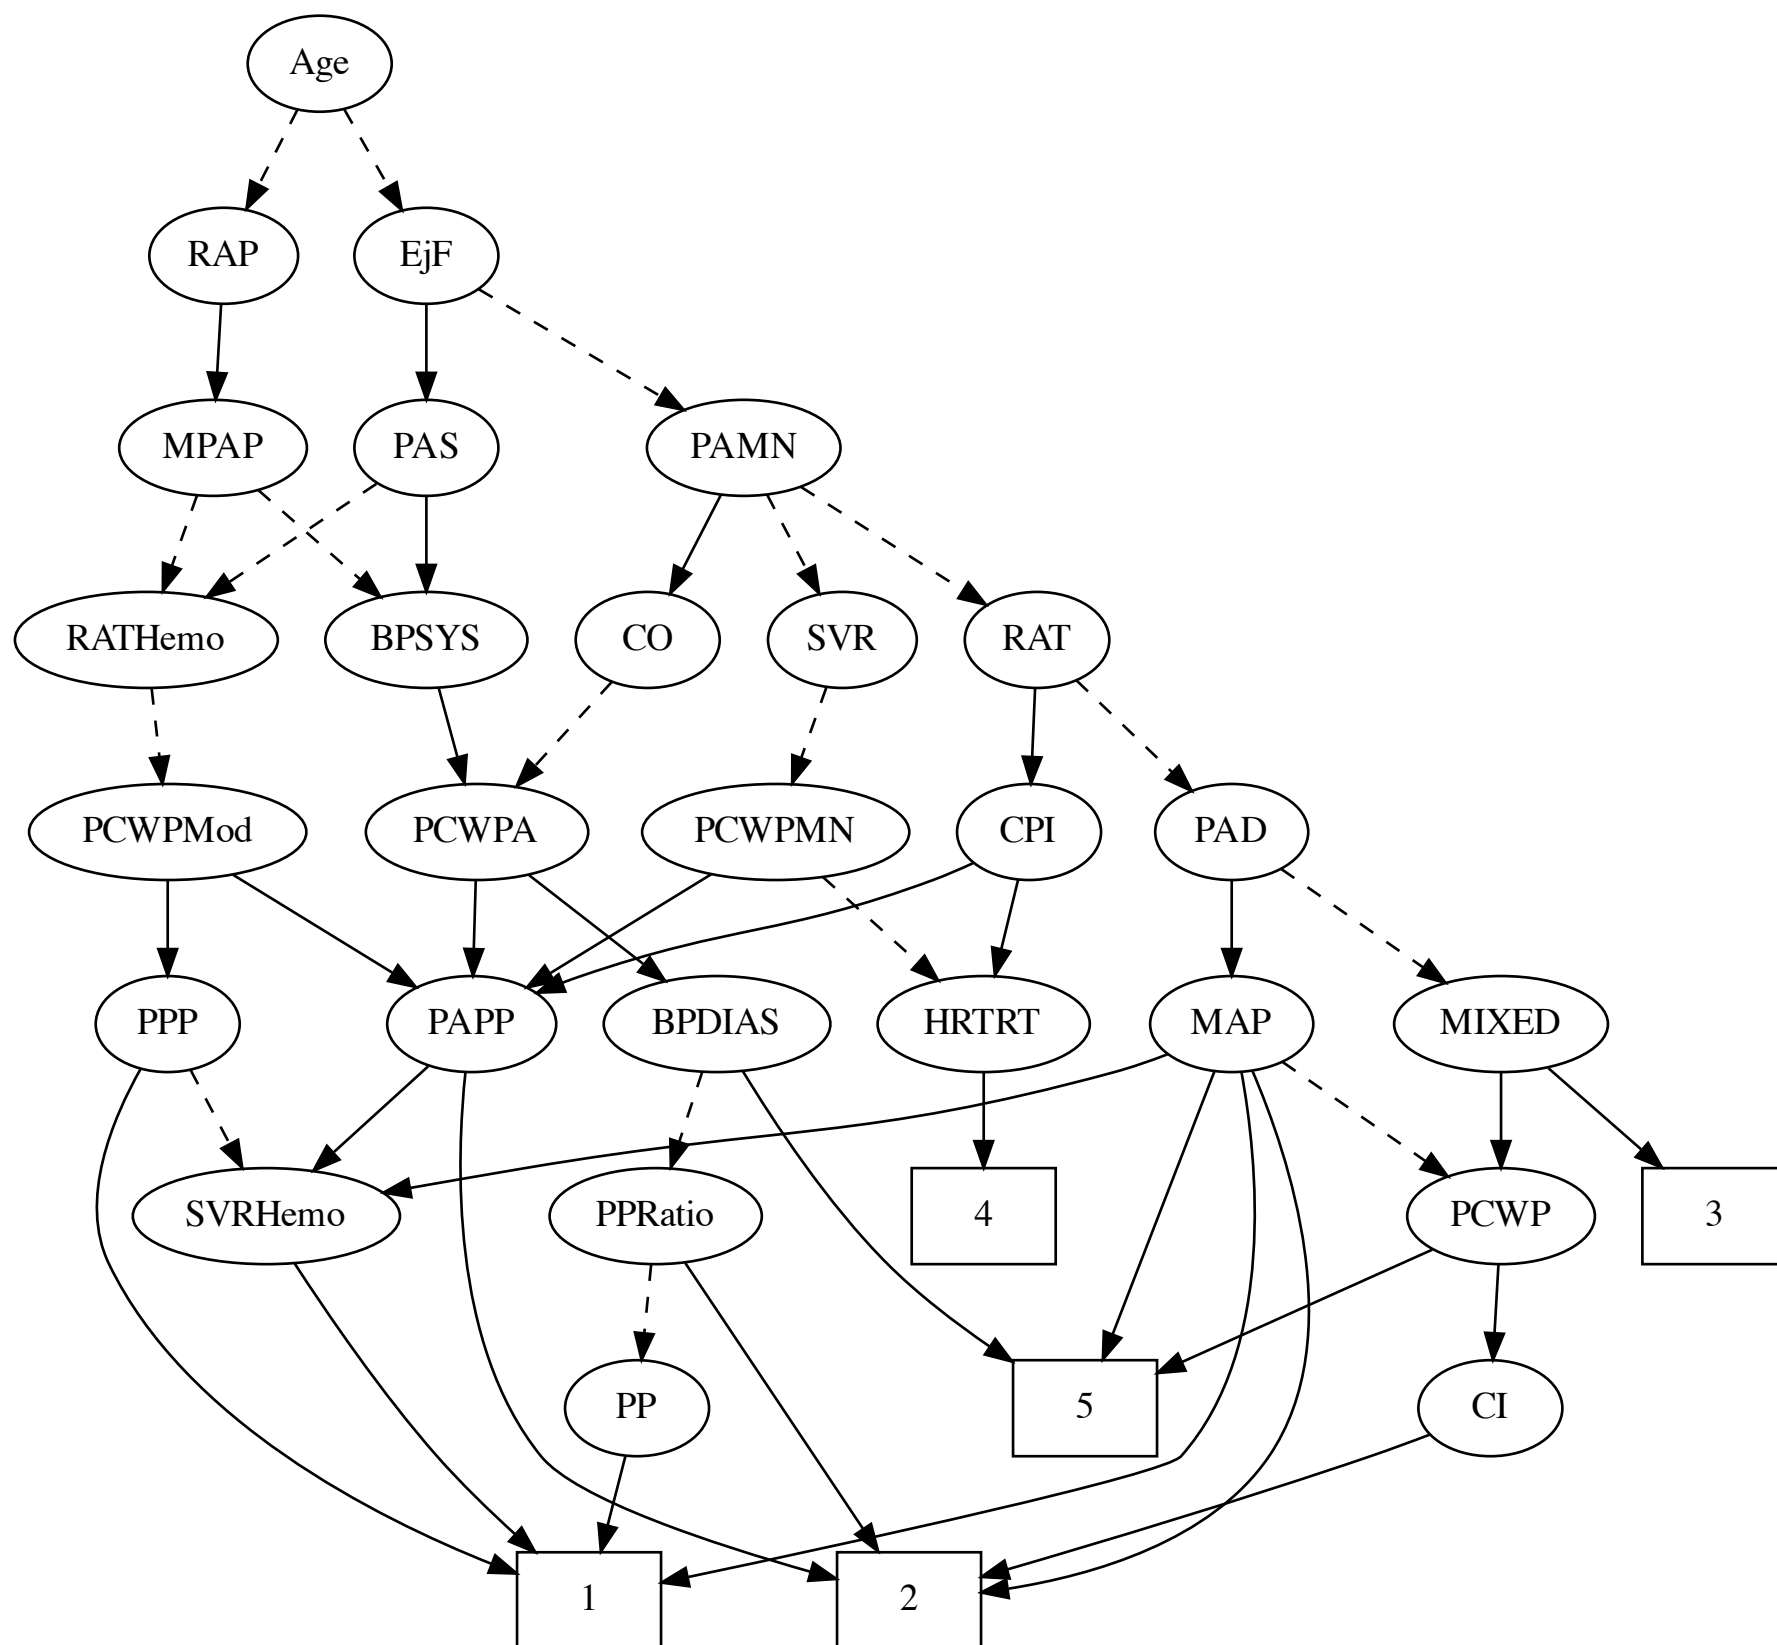 Age
RAP
EjF
MPAP
PAS
PAMN
RATHemo
BPSYS
CO
SVR
RAT
PCWPMod
PCWPA
PCWPMN
CPI
PAD
PPP
PAPP
BPDIAS
HRTRT
MAP
MIXED
SVRHemo
PPRatio
4
PCWP
3
PP
5
CI
1
2